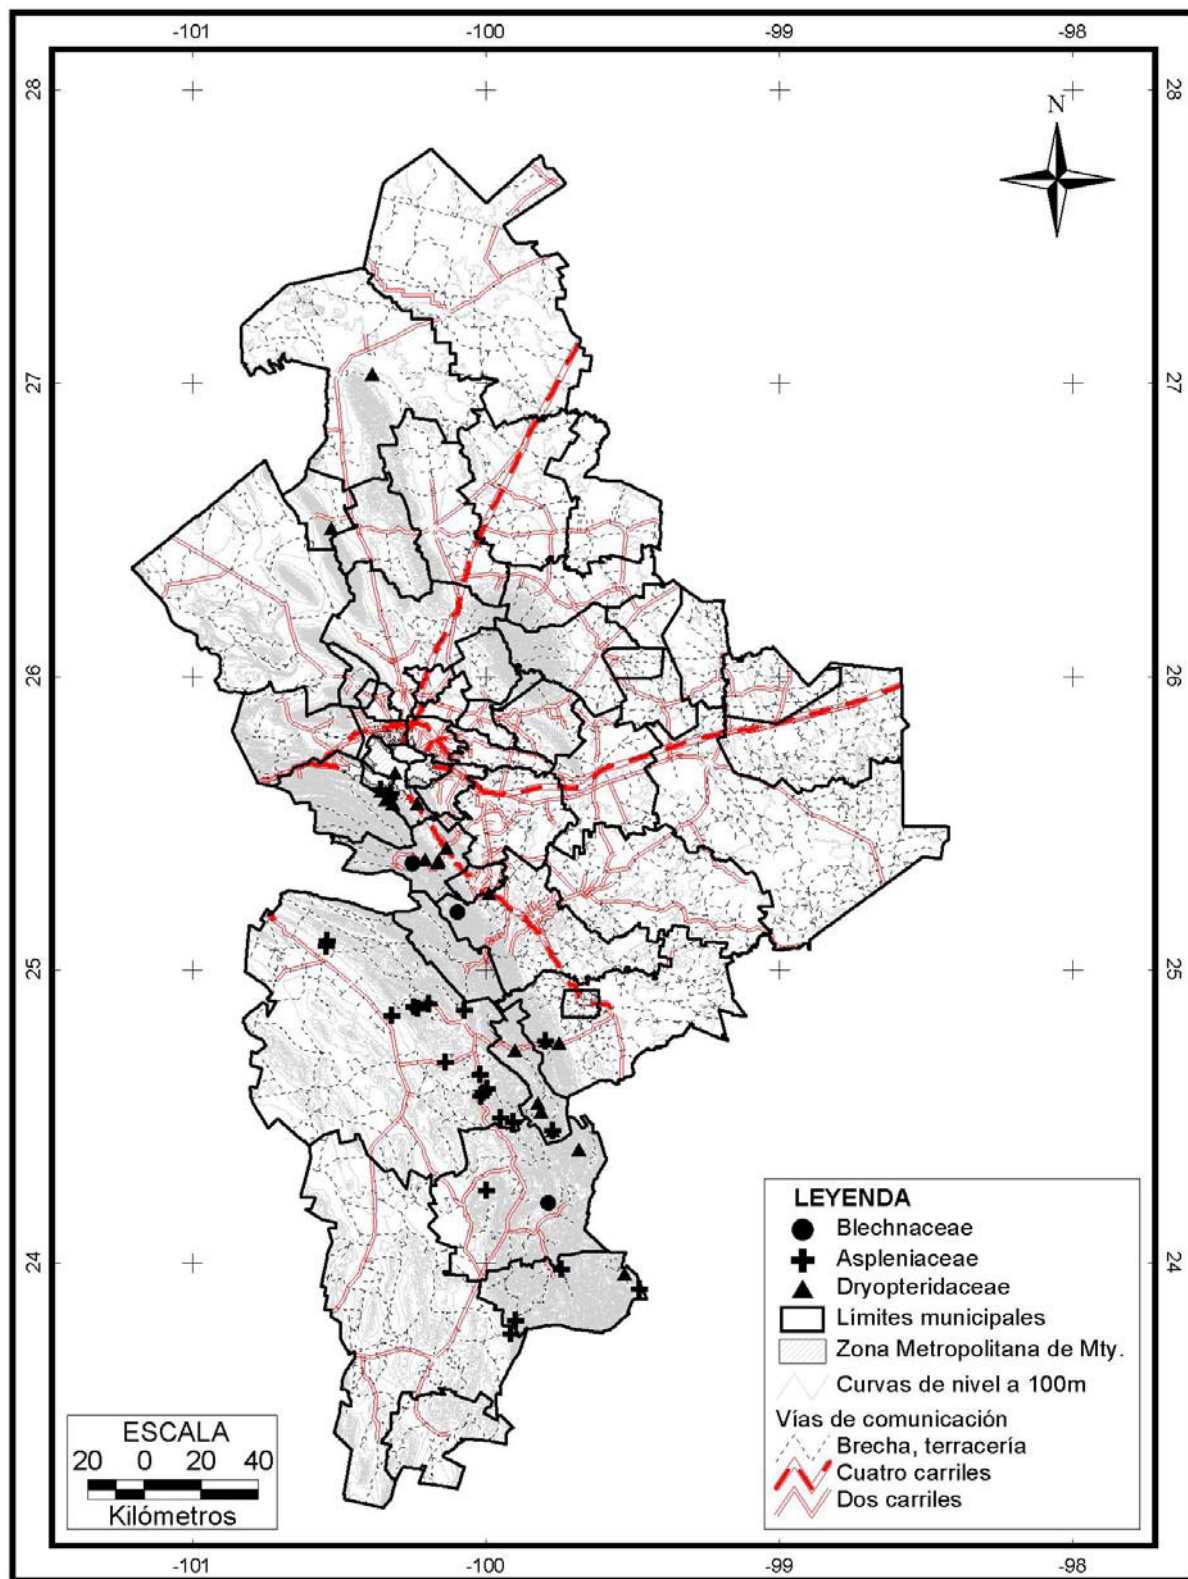 -101 -100 -99 -98
28 28
N
27 27
26 26
25 25
24 24
LEYENDA
Blechnaceae
Aspleniaceae
Dryopteridaceae
Límites municipales
Zona Metropolitana de Mty.
Curvas de nivel a 100m
Vías de comunicación
Brecha, terracería
Cuatro carriles
Dos carriles
ESCALA
20 0 20 40
Kilómetros
-101 -100 -99 -98